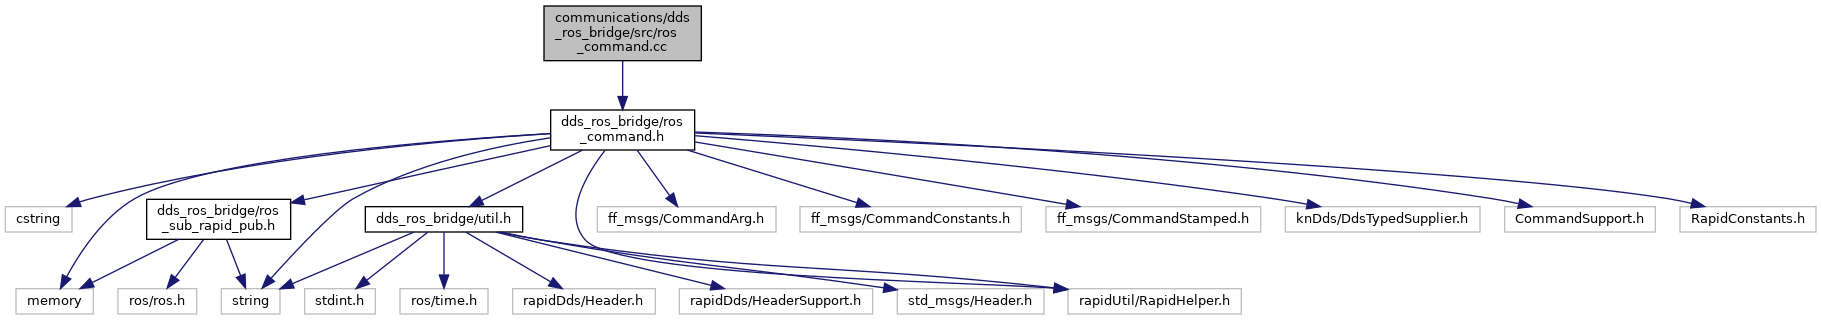 communications/dds
_ros_bridge/src/ros
_command.cc
dds_ros_bridge/ros
_command.h
cstring
dds_ros_bridge/ros
_sub_rapid_pub.h
dds_ros_bridge/util.h
ff_msgs/CommandArg.h
ff_msgs/CommandConstants.h
ff_msgs/CommandStamped.h
knDds/DdsTypedSupplier.h
CommandSupport.h
RapidConstants.h
memory
ros/ros.h
string
stdint.h
ros/time.h
rapidDds/Header.h
rapidDds/HeaderSupport.h
std_msgs/Header.h
rapidUtil/RapidHelper.h